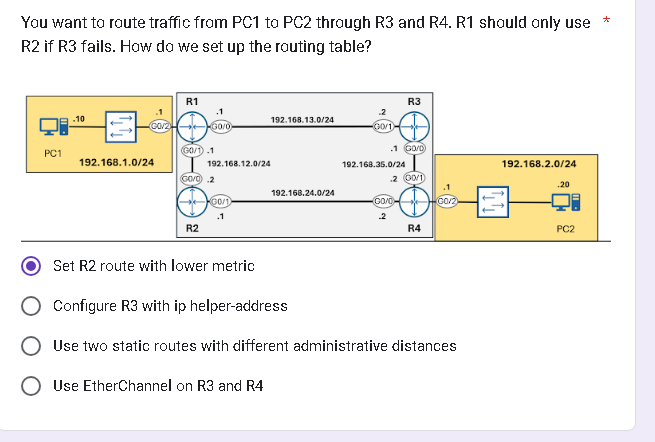 You want to route traffic from PC1 to PC2 through R3 and R4. R1 should only use *
R2 if R3 fails. How do we set up the routing table?
R1
R3
.10
.1
G0/2
.1
G0/0
192.168.13.0/24
.2
G0/1
PC1
192.168.1.0/24
G0/1 .1
192.168.12.0/24
G0/0 .2
.1 G0/0
192.168.35.0/24
.2 G0/1
192.168.2.0/24
192.168.24.0/24
G0/1
.1
G0/0
.2
.1
G0/2
.20
R2
R4
PC2
Set R2 route with lower metric
Configure R3 with ip helper-address
Use two static routes with different administrative distances
Use EtherChannel on R3 and R4